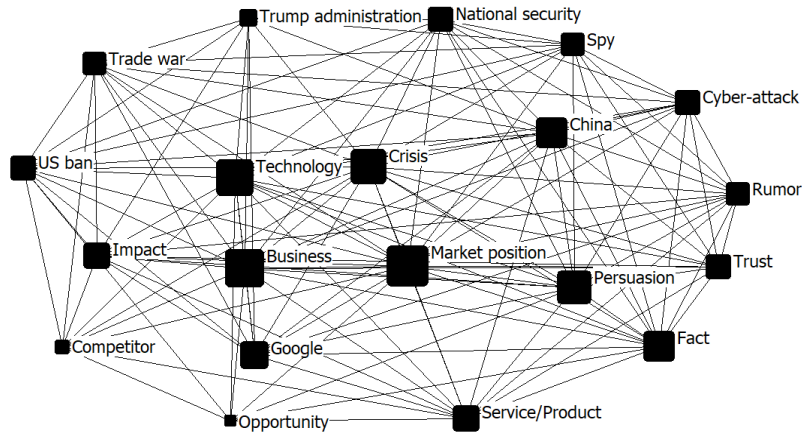 Trump administration
National security
Spy
Trade war
Cyber-attack
China
US ban
Technology
Crisis
Rumor
Impact
Business
Market position
Persuasion
Trust
Competitor
Google
Fact
Opportunity
Service/Product